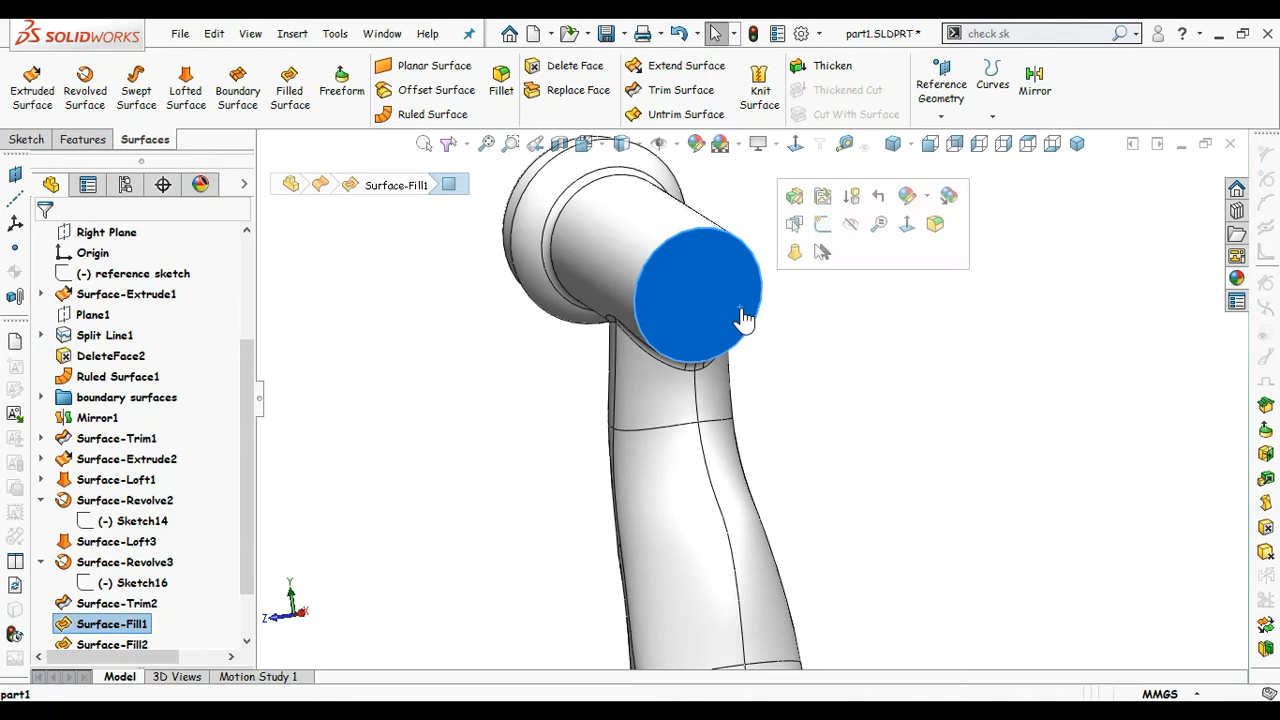 SOLIDWORKS
File Edit View Insert Tools Window Help
part1.SLDPRT *
check sk
?
Extruded Surface
Revolved Surface
Swept Surface
Lofted Surface
Boundary Surface
Filled Surface
Freeform
Planar Surface
Offset Surface
Ruled Surface
Fillet
Delete Face
Replace Face
Extend Surface
Trim Surface
Untrim Surface
Knit Surface
Thicken
Thickened Cut
Cut With Surface
Reference Geometry
Curves
Mirror
Sketch Features Surfaces
Surface-Fill1
Right Plane
Origin
(-) reference sketch
Surface-Extrude1
Plane1
Split Line1
DeleteFace2
Ruled Surface1
boundary surfaces
Mirror1
Surface-Trim1
Surface-Extrude2
Surface-Loft1
Surface-Revolve2
(-) Sketch14
Surface-Loft3
Surface-Revolve3
(-) Sketch16
Surface-Trim2
Surface-Fill1
Surface-Fill2
Y
Z
X
Model 3D Views Motion Study 1
part1
MMGS